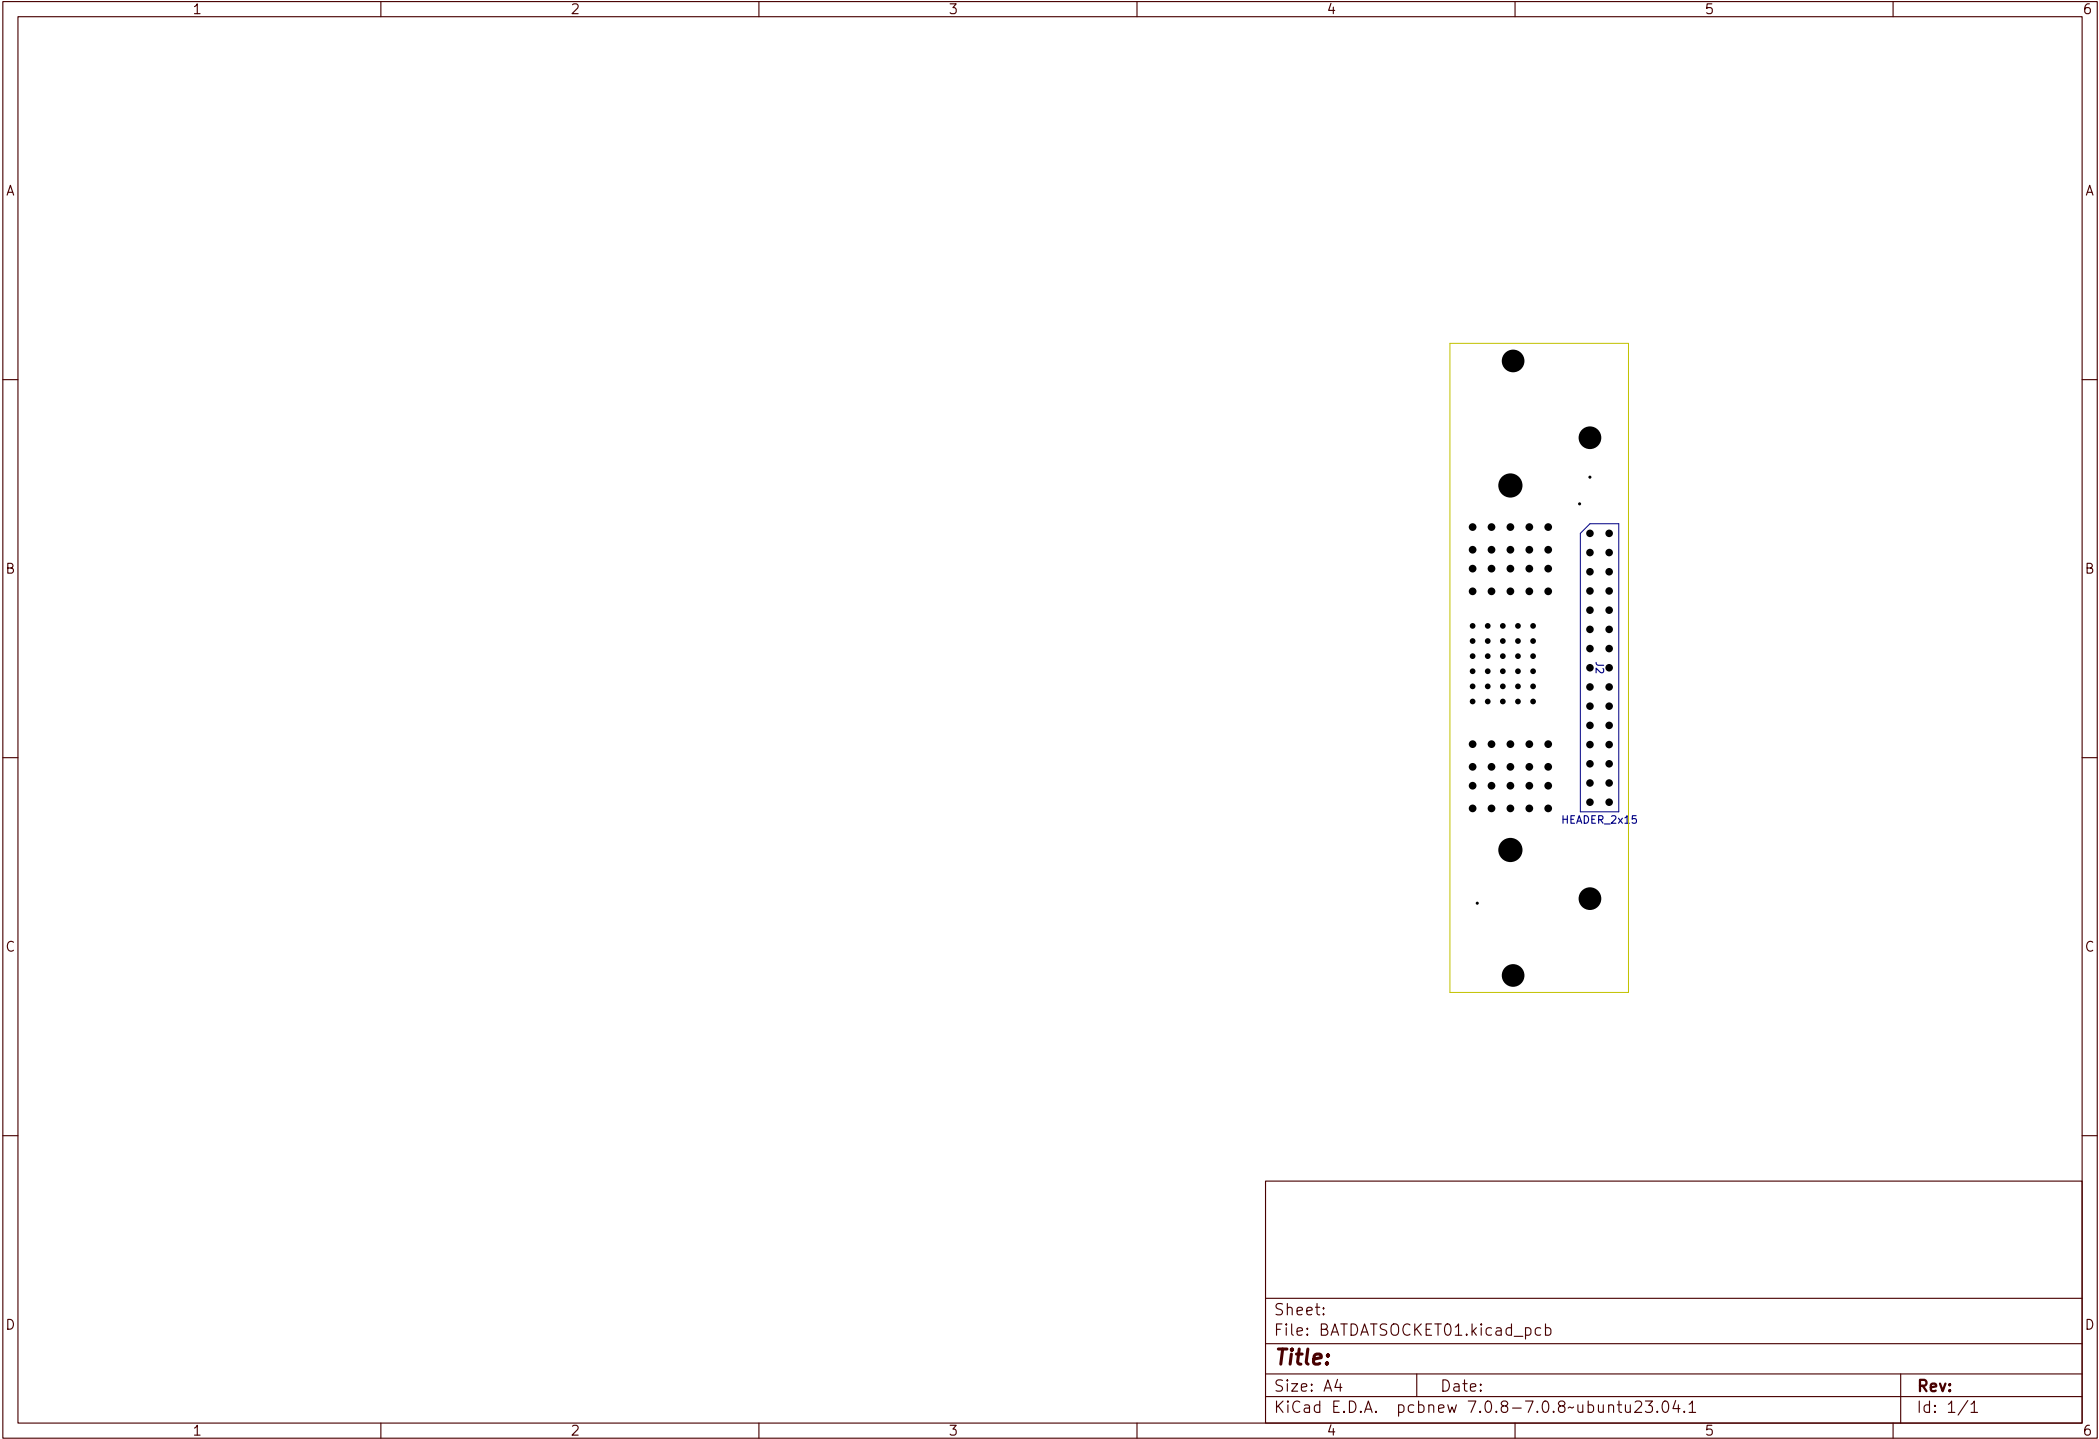 1 2 3 4 5 6
A A
J2
B B
HEADER_2x15
C C
Sheet:
D D
File: BATDATSOCKET01.kicad_pcb
Title:
Size: A4 Date: Rev:
KiCad E.D.A. pcbnew 7.0.8-7.0.8~ubuntu23.04.1 Id: 1/1
1 2 3 4 5 6